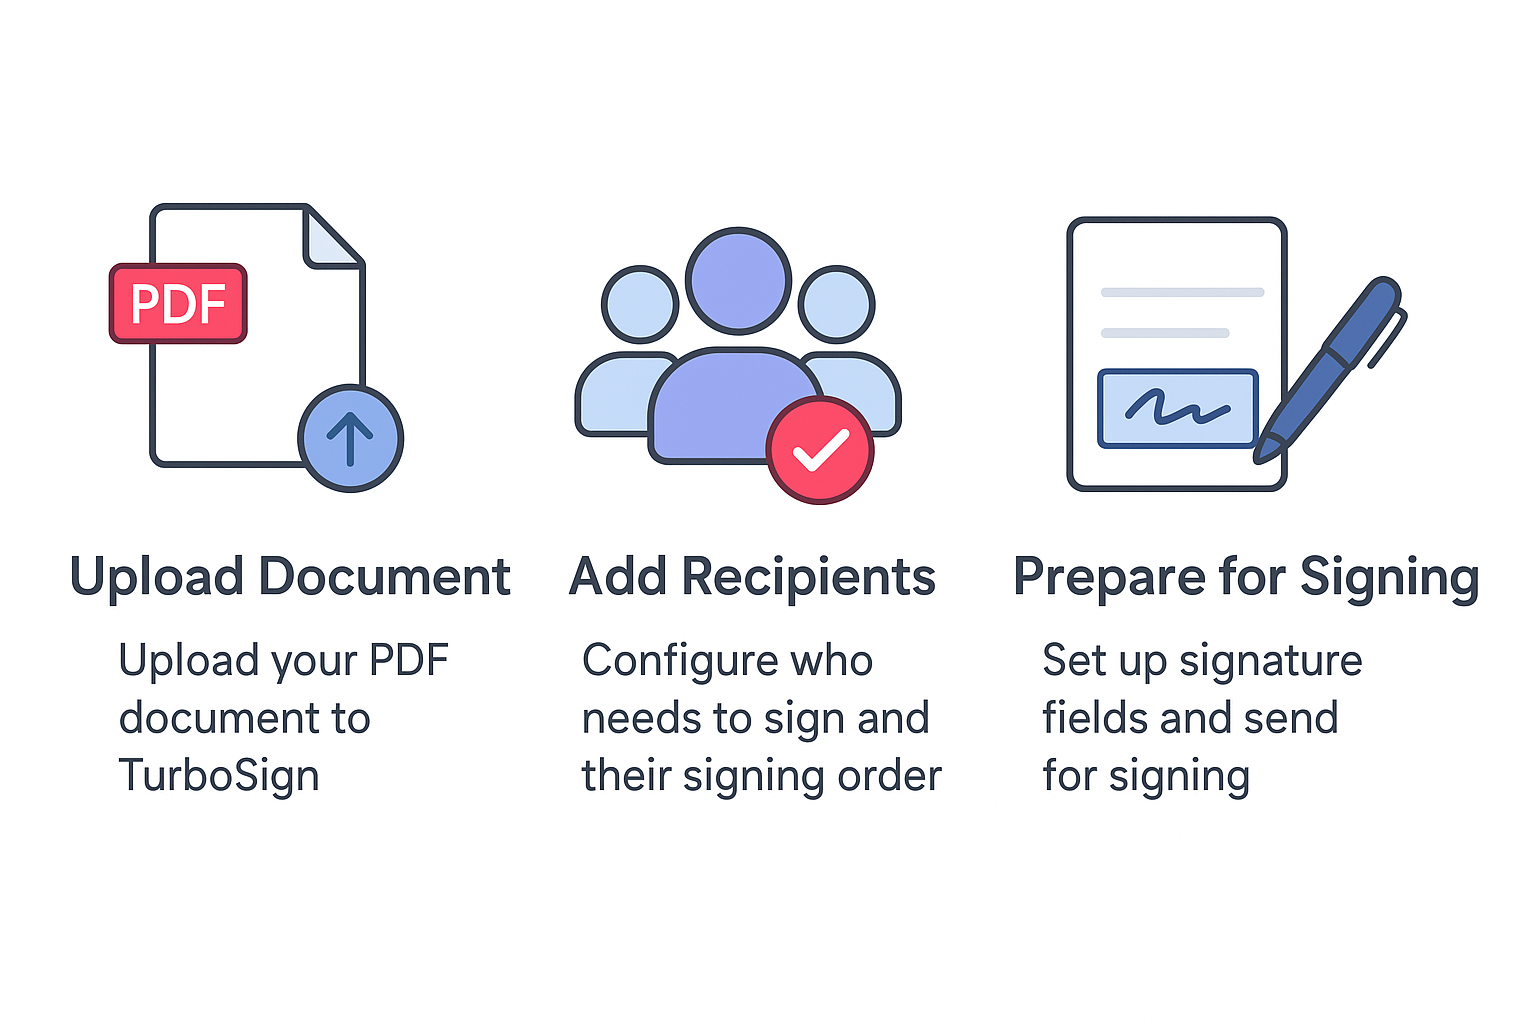 PDF
Upload Document
Upload your PDF
document to
TurboSign
Add Recipients
Configure who
needs to sign and
their signing order
Prepare for Signing
Set up signature
fields and send
for signing